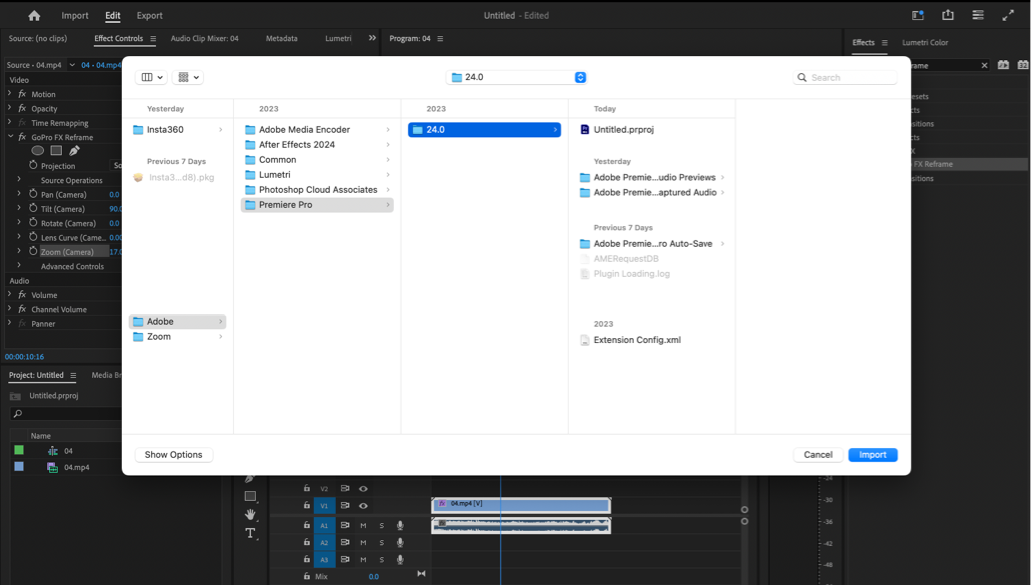 Import Edit Export Untitled - Edited
Source: (no clips) Effect Controls Audio Clip Mixer: 04 Metadata Lumetri Program: 04 Effects Lumetri Color
Source • 04.mp4 04 • 04.mp4
Video
fx Motion
fx Opacity
fx Time Remapping
fx GoPro FX Reframe
Projection
Source Operations
Pan (Camera) 0.0
Tilt (Camera) 90.
Rotate (Camera) 0.0
Lens Curve (Came... 0.00
Zoom (Camera) 17.0
Advanced Controls
Audio
fx Volume
fx Channel Volume
fx Panner
00:00:10:16
Project: Untitled Media Br
Untitled.prproj
Name
04
04.mp4
24.0 Search
Yesterday
Insta360
Previous 7 Days
Insta3...d8).pkg
Adobe
Zoom
2023
Adobe Media Encoder
After Effects 2024
Common
Lumetri
Photoshop Cloud Associates
Premiere Pro
2023
24.0
Today
Untitled.prproj
Yesterday
Adobe Premie...udio Previews
Adobe Premie...aptured Audio
Previous 7 Days
Adobe Premie...ro Auto-Save
AMERequestDB
Plugin Loading.log
2023
Extension Config.xml
Show Options Cancel Import
FX Reframe
V2
V1 fx 04.mp4 [V]
A1 M S
A2 M S
A3 M S
Mix 0.0
-24
-30
-36
-42
-48